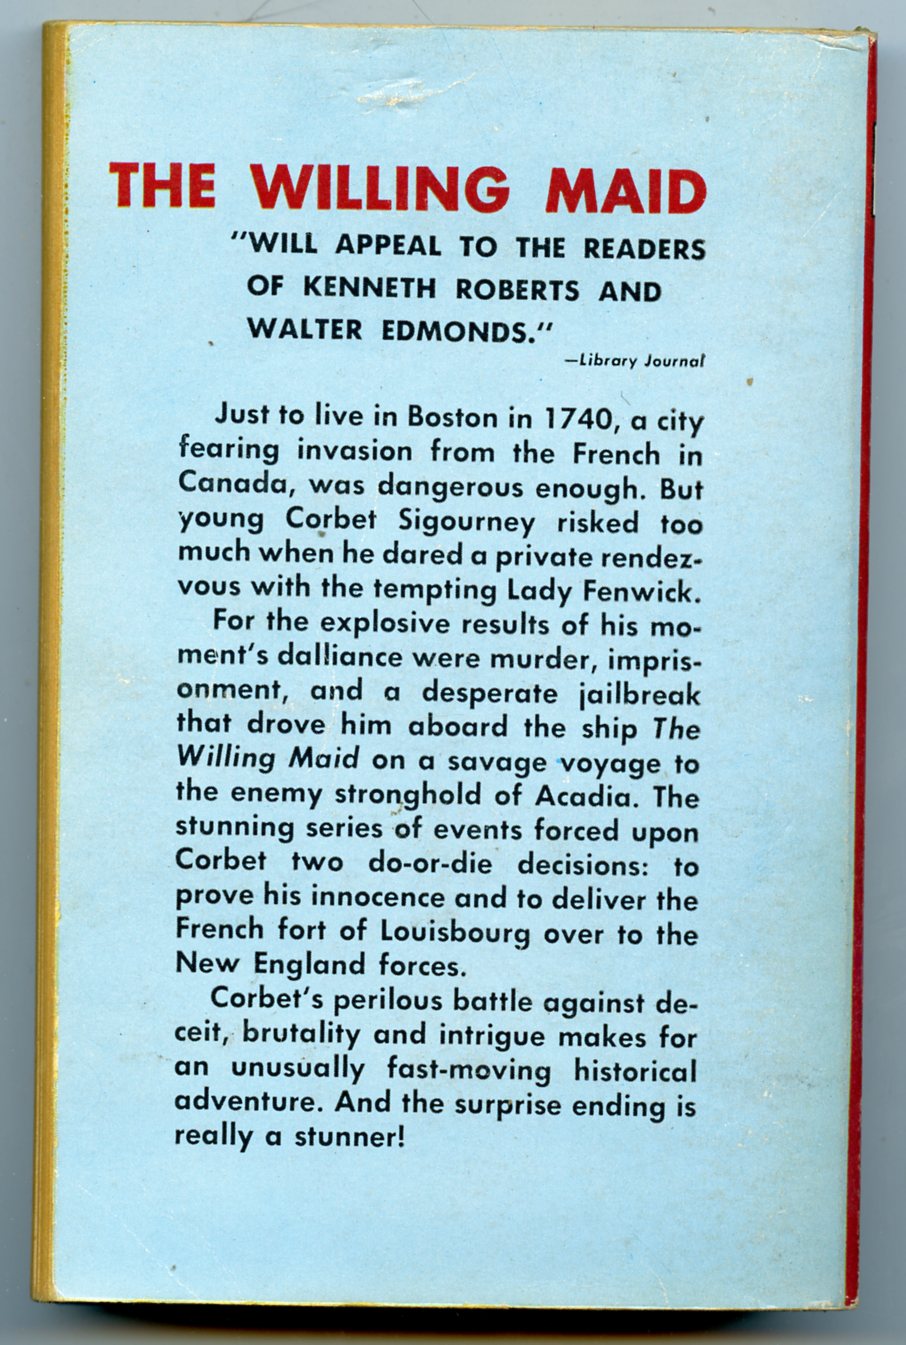 THE WILLING MAID
"WILL APPEAL TO THE READERS
OF KENNETH ROBERTS AND
WALTER EDMONDS."
—Library Journal
Just to live in Boston in 1740, a city
fearing invasion from the French in
Canada, was dangerous enough. But
young Corbet Sigourney risked too
much when he dared a private rendez-
vous with the tempting Lady Fenwick.
For the explosive results of his mo-
ment's dalliance were murder, impris-
onment, and a desperate jailbreak
that drove him aboard the ship The
Willing Maid on a savage voyage to
the enemy stronghold of Acadia. The
stunning series of events forced upon
Corbet two do-or-die decisions: to
prove his innocence and to deliver the
French fort of Louisbourg over to the
New England forces.
Corbet's perilous battle against de-
ceit, brutality and intrigue makes for
an unusually fast-moving historical
adventure. And the surprise ending is
really a stunner!